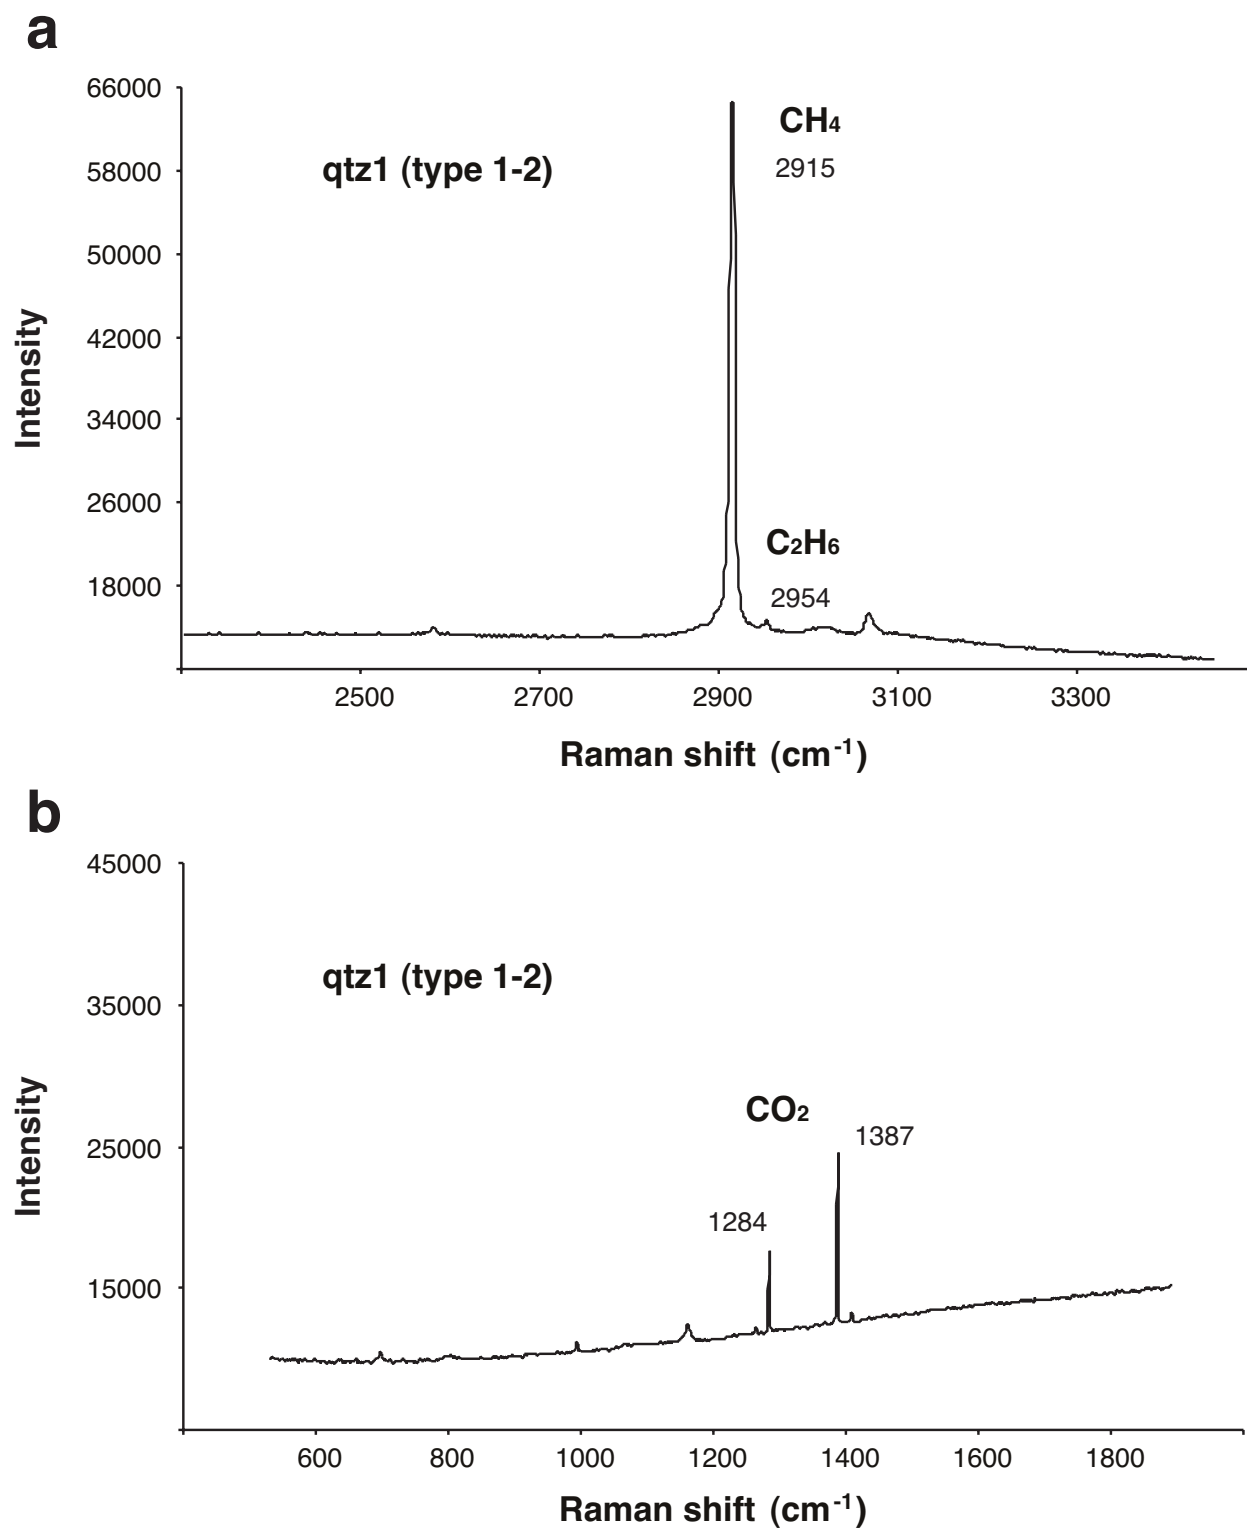 a
66000
58000
50000
42000
34000
26000
18000
Intensity
qtz1 (type 1-2)
CH4
2915
C2H6
2954
2500 2700 2900 3100 3300
Raman shift (cm-1)
b
45000
35000
25000
15000
Intensity
qtz1 (type 1-2)
CO2
1387
1284
600 800 1000 1200 1400 1600 1800
Raman shift (cm-1)